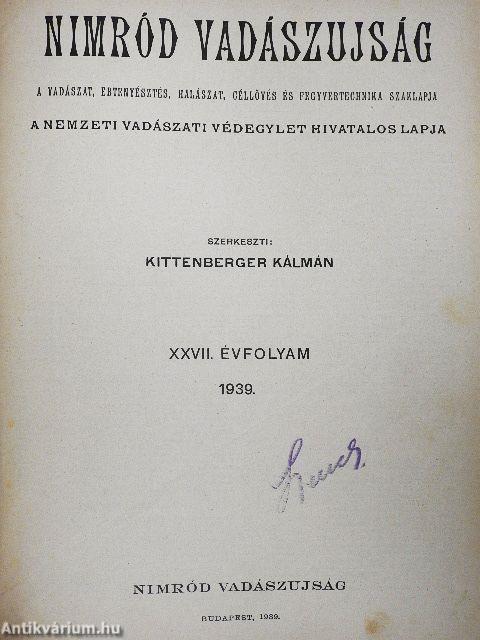 NIMRÓD VADÁSZUJSÁG
A VADÁSZAT, EBTENYÉSZTÉS, HALÁSZAT, CÉLLÖVÉS ÉS FEGYVERTECHNIKA SZAKLAPJA
A NEMZETI VADÁSZATI VÉDEGYLET HIVATALOS LAPJA
SZERKESZTI:
KITTENBERGER KÁLMÁN
XXVII. ÉVFOLYAM
1939.
NIMRÓD VADÁSZUJSÁG
BUDAPEST, 1939.
Antikvárium.hu